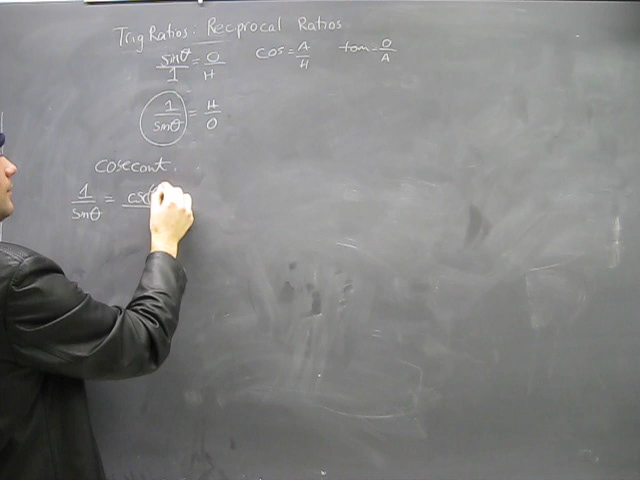 Trig Ratios: Reciprocal Ratios
sinθ/1 = O/H cos = A/H tan = O/A
1/sinθ = H/O
cosecant
1/sinθ = csc